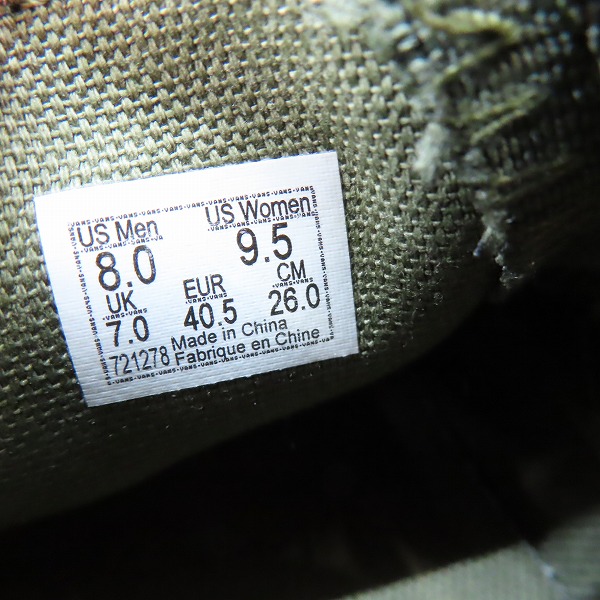 US Men US Women
8.0 9.5
UK EUR CM
7.0 40.5 26.0
721278 Made in China
Fabrique en Chine